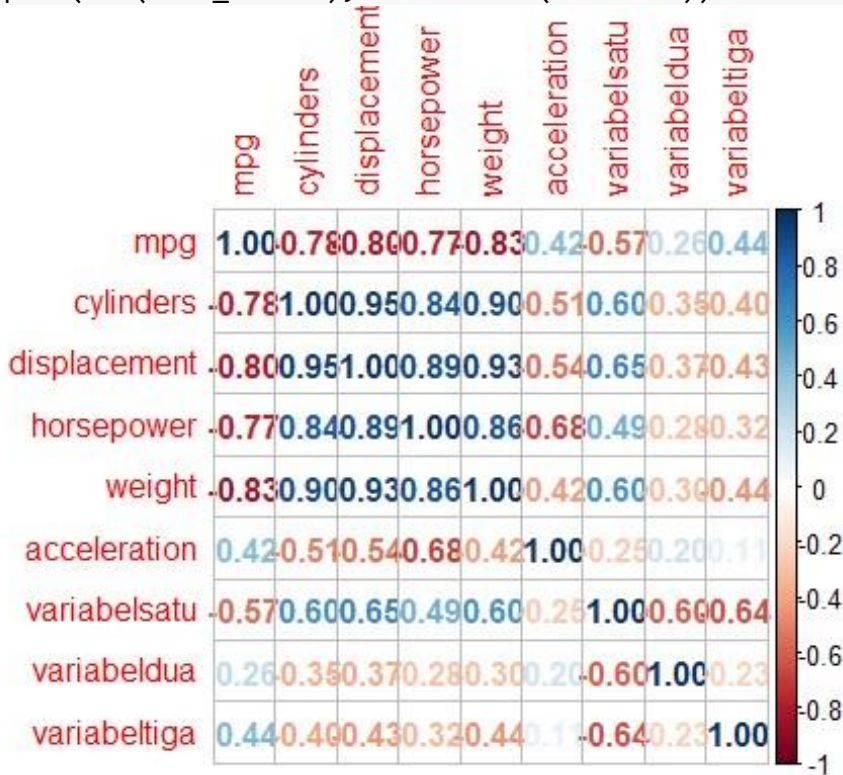 mpg
cylinders
displacement
horsepower
weight
acceleration
variabelsatu
variabeldua
variabeltiga
mpg 1.00 -0.78 -0.80 -0.77 -0.83 0.42 -0.57 0.26 0.44
cylinders -0.78 1.00 0.95 0.84 0.90 -0.51 0.60 -0.35 -0.40
displacement -0.80 0.95 1.00 0.89 0.93 -0.54 0.65 -0.37 -0.43
horsepower -0.77 0.84 0.89 1.00 0.86 -0.68 0.49 -0.28 -0.32
weight -0.83 0.90 0.93 0.86 1.00 -0.42 0.60 -0.30 -0.44
acceleration 0.42 -0.51 -0.54 -0.68 -0.42 1.00 -0.25 0.20 0.11
variabelsatu -0.57 0.60 0.65 0.49 0.60 -0.25 1.00 -0.60 -0.64
variabeldua 0.26 -0.35 -0.37 -0.28 -0.30 0.20 -0.60 1.00 -0.23
variabeltiga 0.44 -0.40 -0.43 -0.32 -0.44 0.11 -0.64 -0.23 1.00
1
0.8
0.6
0.4
0.2
0
-0.2
-0.4
-0.6
-0.8
-1